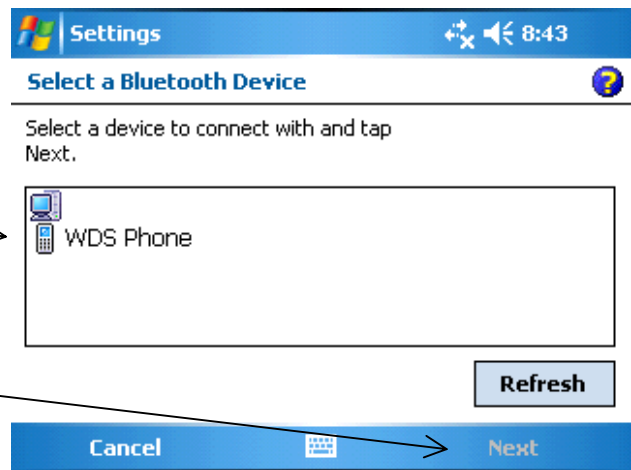 Settings 8:43
Select a Bluetooth Device
Select a device to connect with and tap
Next.
WDS Phone
Refresh
Cancel Next